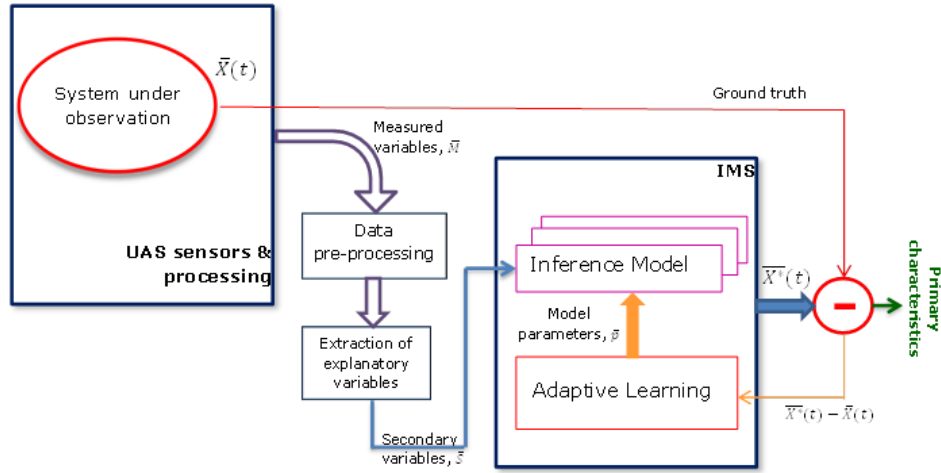 X̄(t)
System under
observation
Ground truth
Measured
variables, M̄
IMS
UAS sensors &
processing
Data
pre-processing
Inference Model
X̄*(t)
Primary
characteristics
Model
parameters, p̄
Extraction of
explanatory
variables
Adaptive Learning
X̄*(t) − X̄(t)
Secondary
variables, s̄